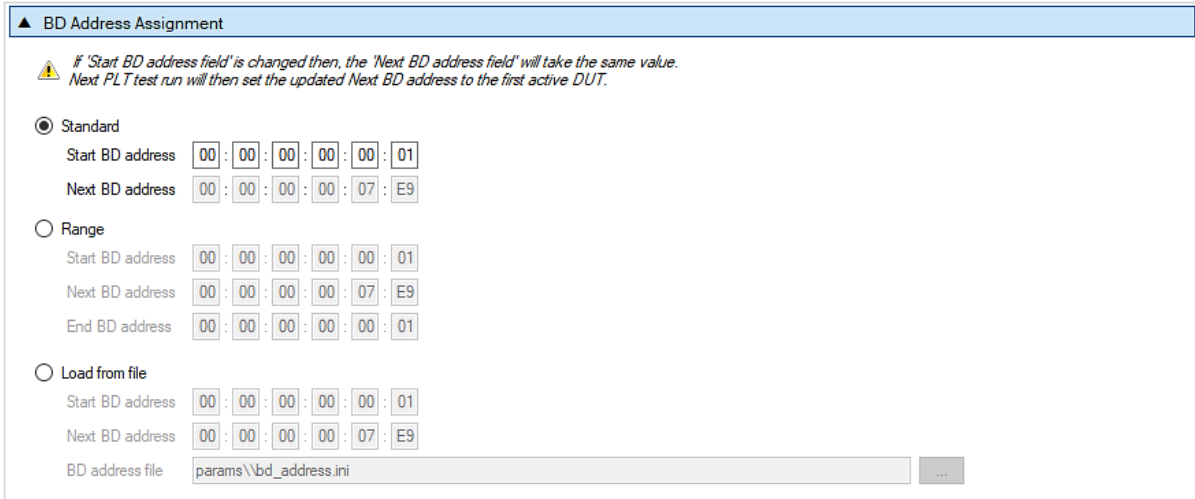 ▲ BD Address Assignment
If 'Start BD address field' is changed then, the 'Next BD address field' will take the same value.
Next PLT test run will then set the updated Next BD address to the first active DUT.
Standard
Start BD address 00 : 00 : 00 : 00 : 00 : 01
Next BD address 00 : 00 : 00 : 00 : 07 : E9
Range
Start BD address 00 : 00 : 00 : 00 : 00 : 01
Next BD address 00 : 00 : 00 : 00 : 07 : E9
End BD address 00 : 00 : 00 : 00 : 00 : 01
Load from file
Start BD address 00 : 00 : 00 : 00 : 00 : 01
Next BD address 00 : 00 : 00 : 00 : 07 : E9
BD address file params\\bd_address.ini ...